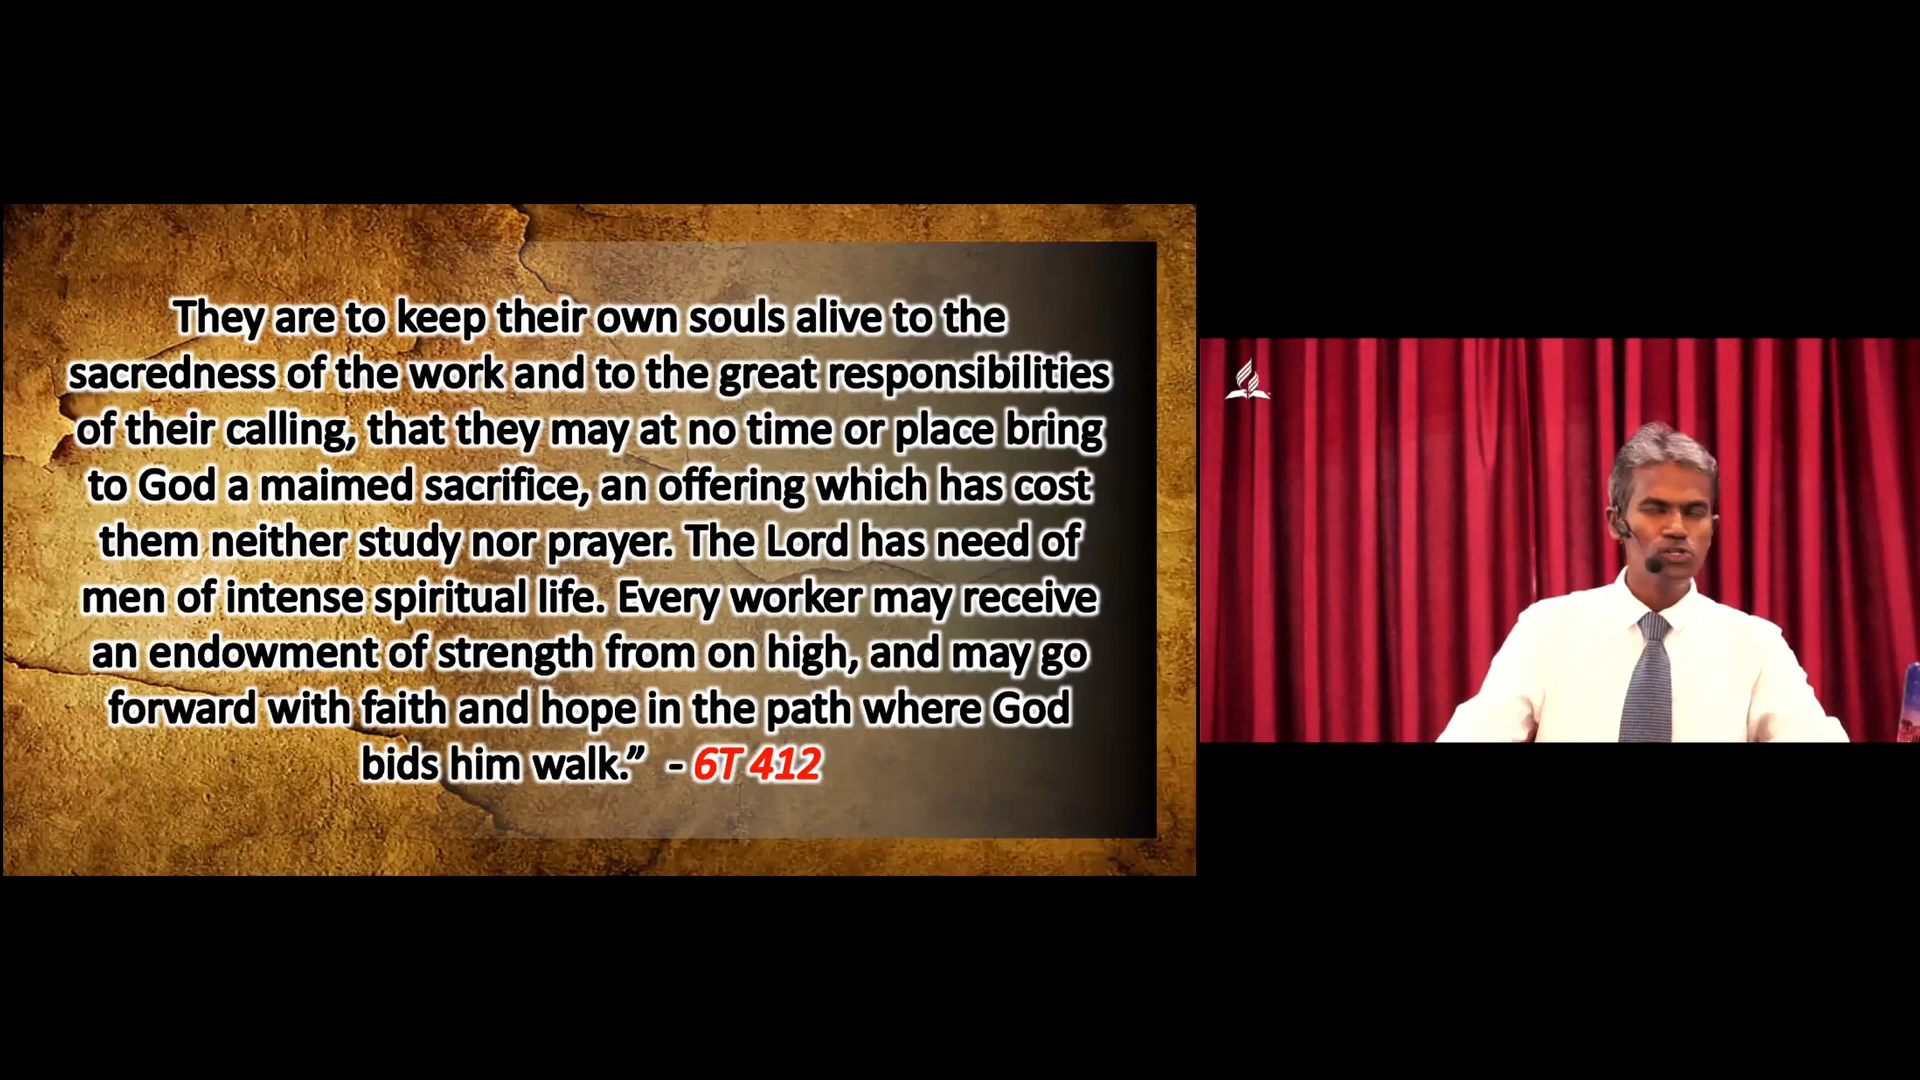 They are to keep their own souls alive to the
sacredness of the work and to the great responsibilities
of their calling, that they may at no time or place bring
to God a maimed sacrifice, an offering which has cost
them neither study nor prayer. The Lord has need of
men of intense spiritual life. Every worker may receive
an endowment of strength from on high, and may go
forward with faith and hope in the path where God
bids him walk.” - 6T 412